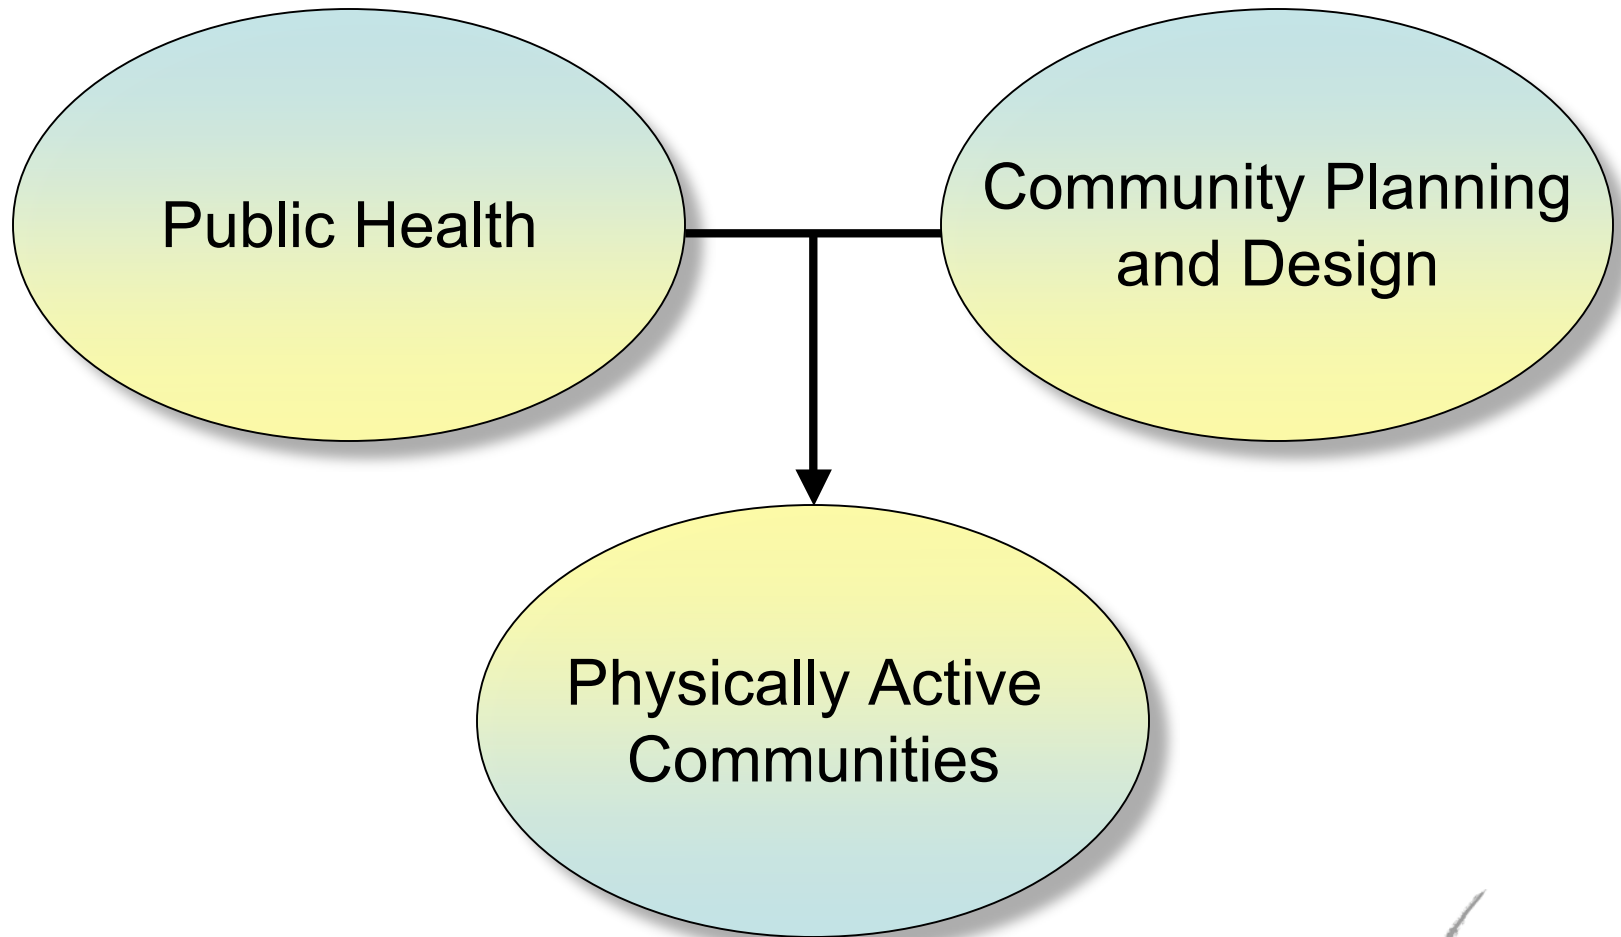 Public Health
Community Planning
and Design
Physically Active
Communities